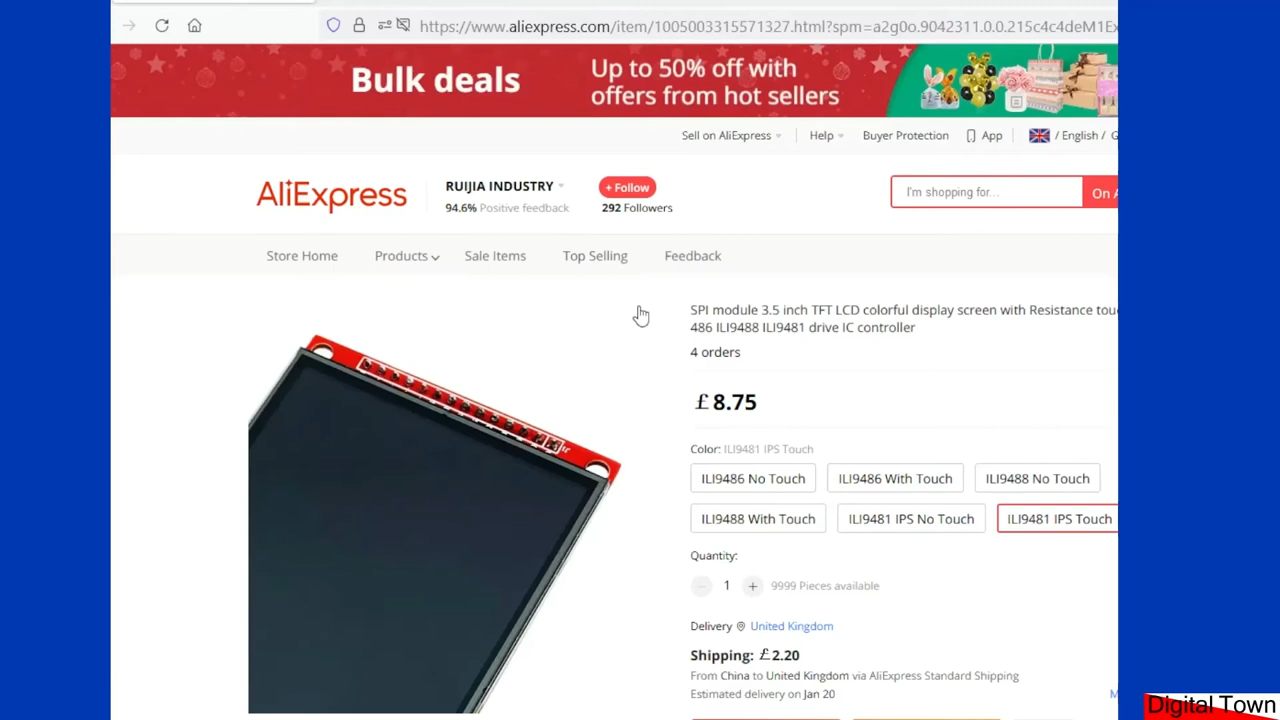 https://www.aliexpress.com/item/1005003315571327.html?spm=a2g0o.9042311.0.0.215c4c4deM1Ex
Bulk deals
Up to 50% off with
offers from hot sellers
Sell on AliExpress
Help
Buyer Protection
App
/ English / G
AliExpress
RUIJIA INDUSTRY
+ Follow
94.6% Positive feedback
292 Followers
I'm shopping for...
On A
Store Home
Products
Sale Items
Top Selling
Feedback
SPI module 3.5 inch TFT LCD colorful display screen with Resistance tou
486 ILI9488 ILI9481 drive IC controller
4 orders
£8.75
Color: ILI9481 IPS Touch
ILI9486 No Touch
ILI9486 With Touch
ILI9488 No Touch
ILI9488 With Touch
ILI9481 IPS No Touch
ILI9481 IPS Touch
Quantity:
1
9999 Pieces available
Delivery United Kingdom
Shipping: £2.20
From China to United Kingdom via AliExpress Standard Shipping
Estimated delivery on Jan 20
M
Digital Town